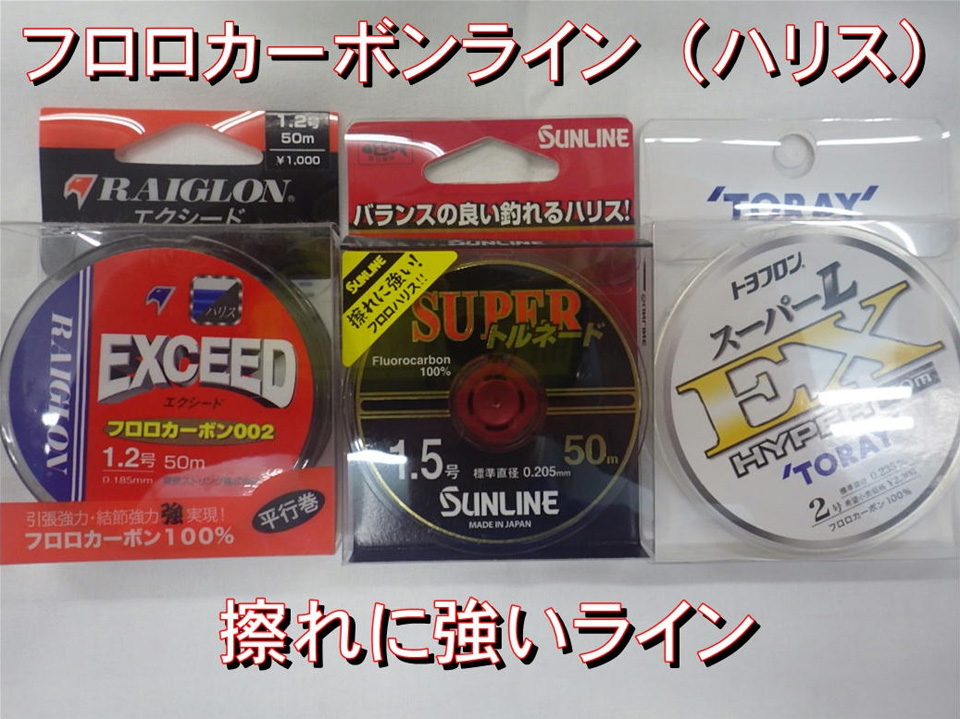 フロロカーボンライン（ハリス）
1.2号
50m
¥1,000
RAIGLON®
エクシード
ハリス
RAIGLON
EXCEED
エクシード
フロロカーボン002
1.2号 50m
0.185mm
引張強力・結節強力強実現!
フロロカーボン100%
平行巻
SUNLINE
バランスの良い釣れるハリス!
SUNLINE
SUNLINE
擦れに強い!
フロロハリス!!
SUPER
トルネード
Fluorocarbon
100%
1.5号
標準直径 0.205mm
50m
SUNLINE
MADE IN JAPAN
TORAY
トヨフロン®
スーパーL
EX
HYPER
TORAY
標準直径 0.235
2号
フロロカーボン100%
擦れに強いライン